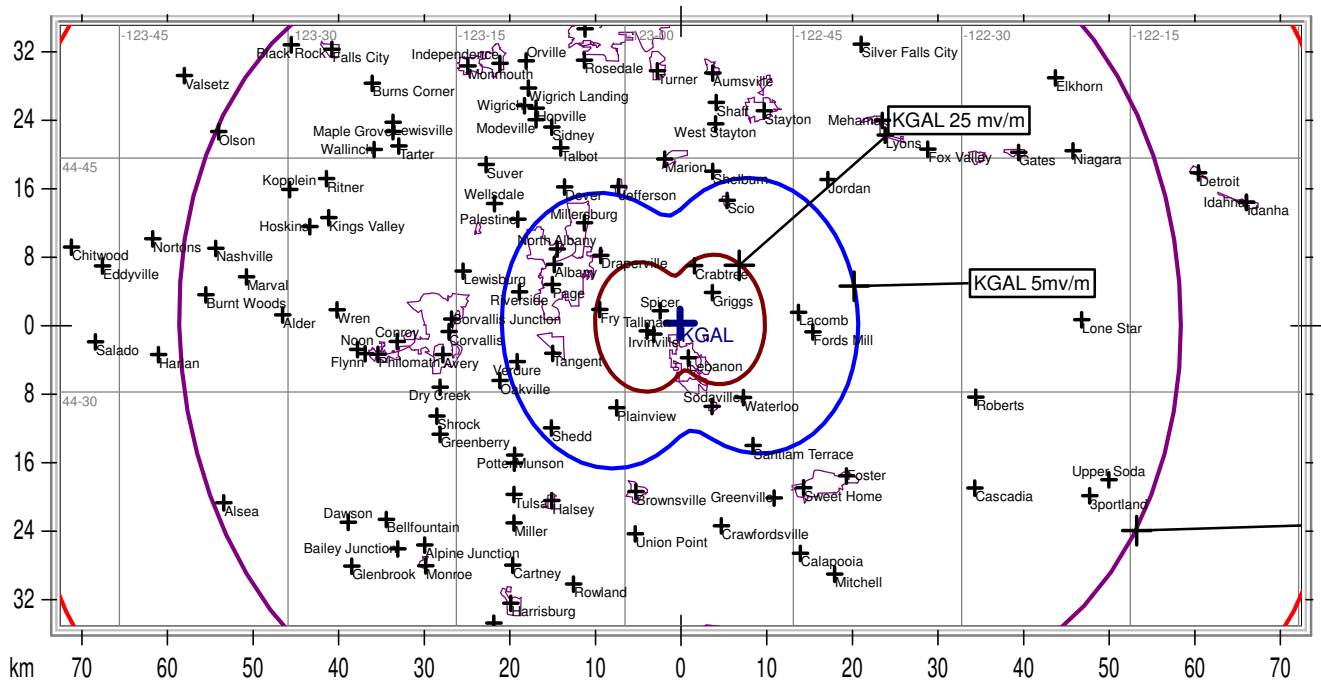 -123-45
-123-30
-123-15
-123-00
-122-45
-122-30
-122-15
32
Black Rock
Falls City
Independence
Monmouth
Orville
Rosedale
Turner
Aumsville
Silver Falls City
Elkhorn
Valsetz
Burns Corner
Wigrich Landing
Wigrich
Hopville
Shaff
Stayton
24
Olson
Maple Grove
Lewisville
Modeville
Sidney
West Stayton
Mehama
KGAL 25 mv/m
Lyons
Wallinch
Tarter
Talbot
Fox Valley
Gates
Niagara
44-45
Suver
Marion
Shelburn
Jordan
Detroit
16
Kopplein
Ritner
Wellsdale
Dever
Jefferson
Scio
Idanha
Idanha
Hoskins
Kings Valley
Palestine
Millersburg
Chitwood
Nortons
Nashville
North Albany
Draperville
8
Eddyville
Marval
Lewisburg
Albany
Crabtree
KGAL 5mv/m
Burnt Woods
Riverside
Page
Griggs
0
Alder
Wren
Corvallis Junction
Fry
Spicer
Tallman
KGAL
Lacomb
Lone Star
Salado
Conrey
Corvallis
Irvinville
Fords Mill
Harlan
Noon
Flynn
Philomath
Avery
Verdure
Tangent
Lebanon
8
44-30
Dry Creek
Oakville
Sodaville
Waterloo
Roberts
Shrock
Plainview
Greenberry
Shedd
Santiam Terrace
16
Potter
Munson
Foster
Upper Soda
Tulsa
Halsey
Brownsville
Greenville
Sweet Home
Cascadia
Alsea
24
Dawson
Bellfountain
Miller
Union Point
Crawfordsville
Bailey Junction
Alpine Junction
Calapooia
Glenbrook
Monroe
Cartney
Rowland
Mitchell
32
Harrisburg
km
70
60
50
40
30
20
10
0
10
20
30
40
50
60
70